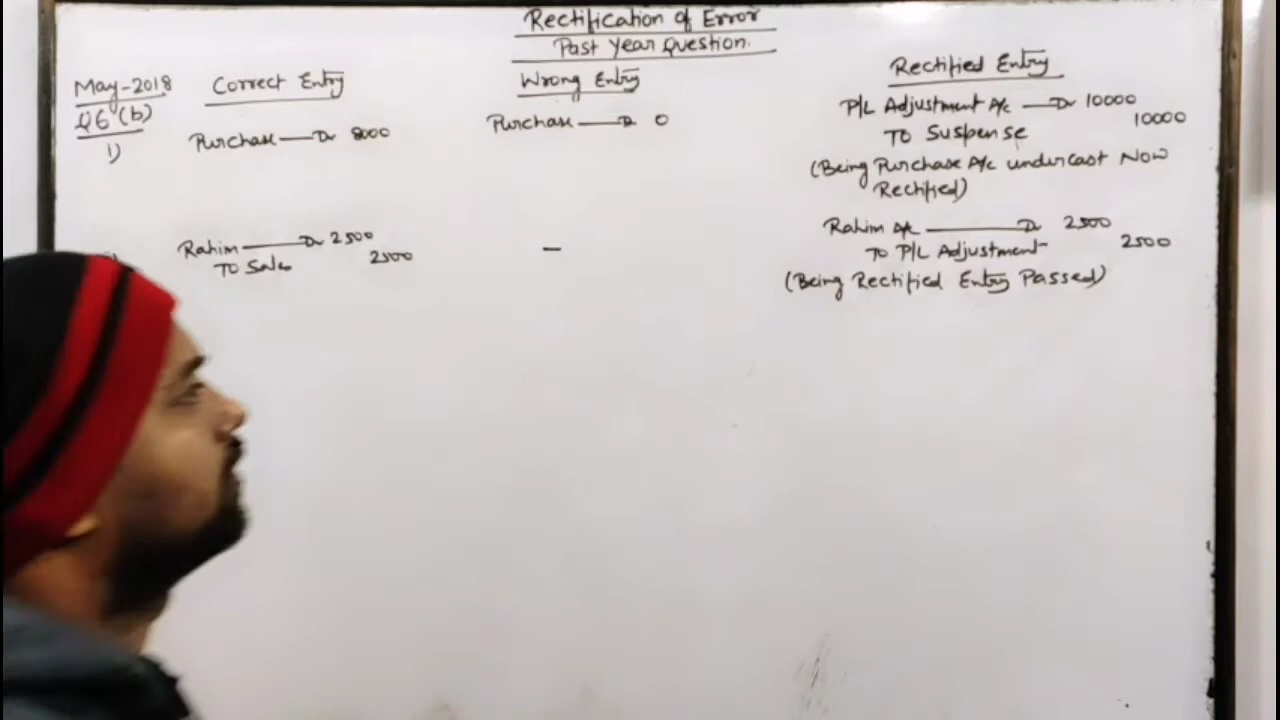 Rectification of Error
Past Year Question.
May-2018
Q6 (b)
Correct Entry
Wrong Entry
Rectified Entry
1)
Purchase — Dr 8000
Purchase — Dr 0
P/L Adjustment A/c — Dr 10000
To Suspense 10000
(Being Purchase A/c undercast Now
Rectified)
Rahim — Dr 2500
To Sales 2500
—
Rahim A/c — Dr 2500
To P/L Adjustment 2500
(Being Rectified Entry Passed)